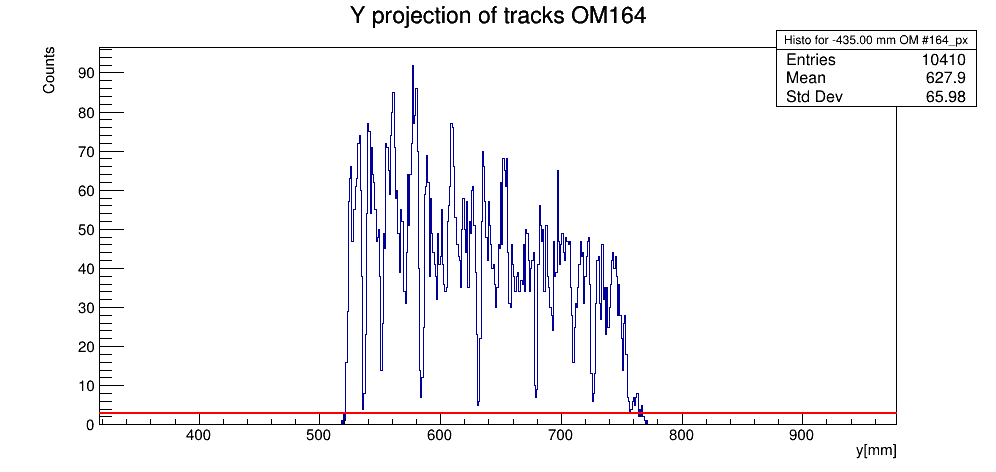 Y projection of tracks OM164
Histo for -435.00 mm OM #164_px
Entries 10410
Mean 627.9
Std Dev 65.98
Counts
90
80
70
60
50
40
30
20
10
0
400 500 600 700 800 900
y[mm]